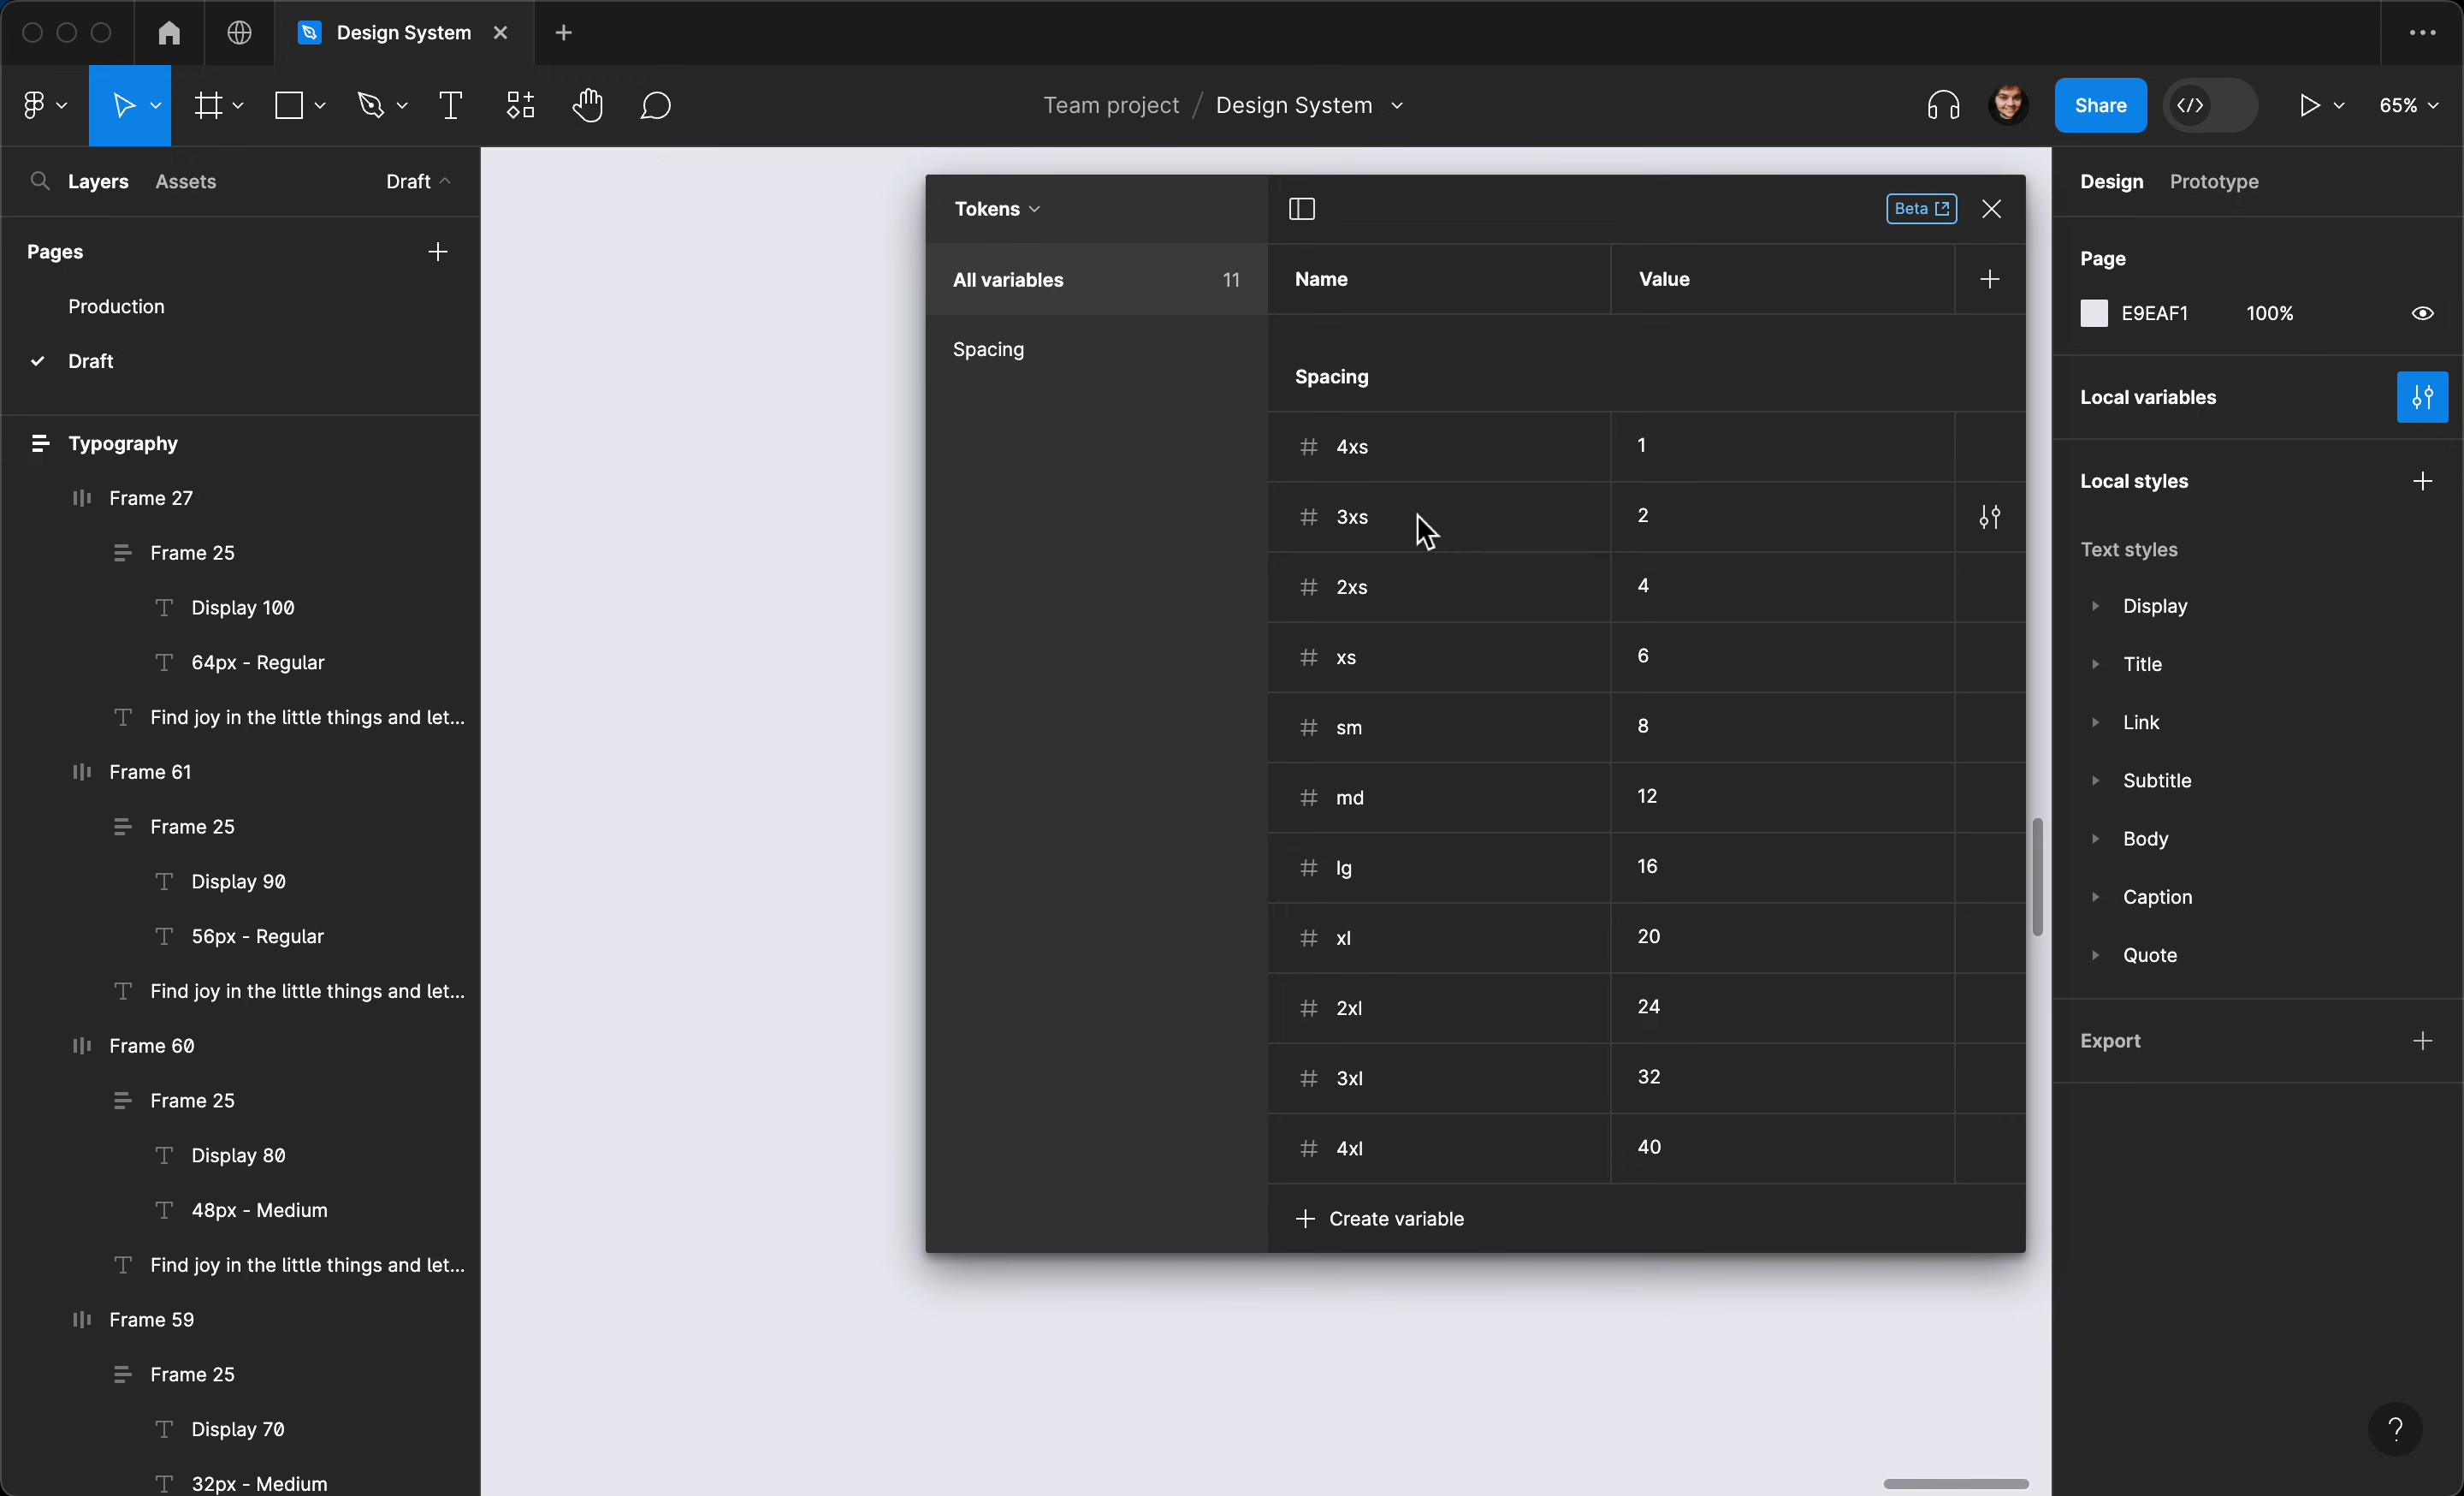 Design System
Team project / Design System
Share
65%
Layers Assets Draft
Pages
Production
Draft
Typography
Frame 27
Frame 25
Display 100
64px - Regular
Find joy in the little things and let...
Frame 61
Frame 25
Display 90
56px - Regular
Find joy in the little things and let...
Frame 60
Frame 25
Display 80
48px - Medium
Find joy in the little things and let...
Frame 59
Frame 25
Display 70
32px - Medium
Tokens
Beta
All variables 11
Spacing
Name Value
Spacing
4xs 1
3xs 2
2xs 4
xs 6
sm 8
md 12
lg 16
xl 20
2xl 24
3xl 32
4xl 40
Create variable
Design Prototype
Page
E9EAF1 100%
Local variables
Local styles
Text styles
Display
Title
Link
Subtitle
Body
Caption
Quote
Export
?